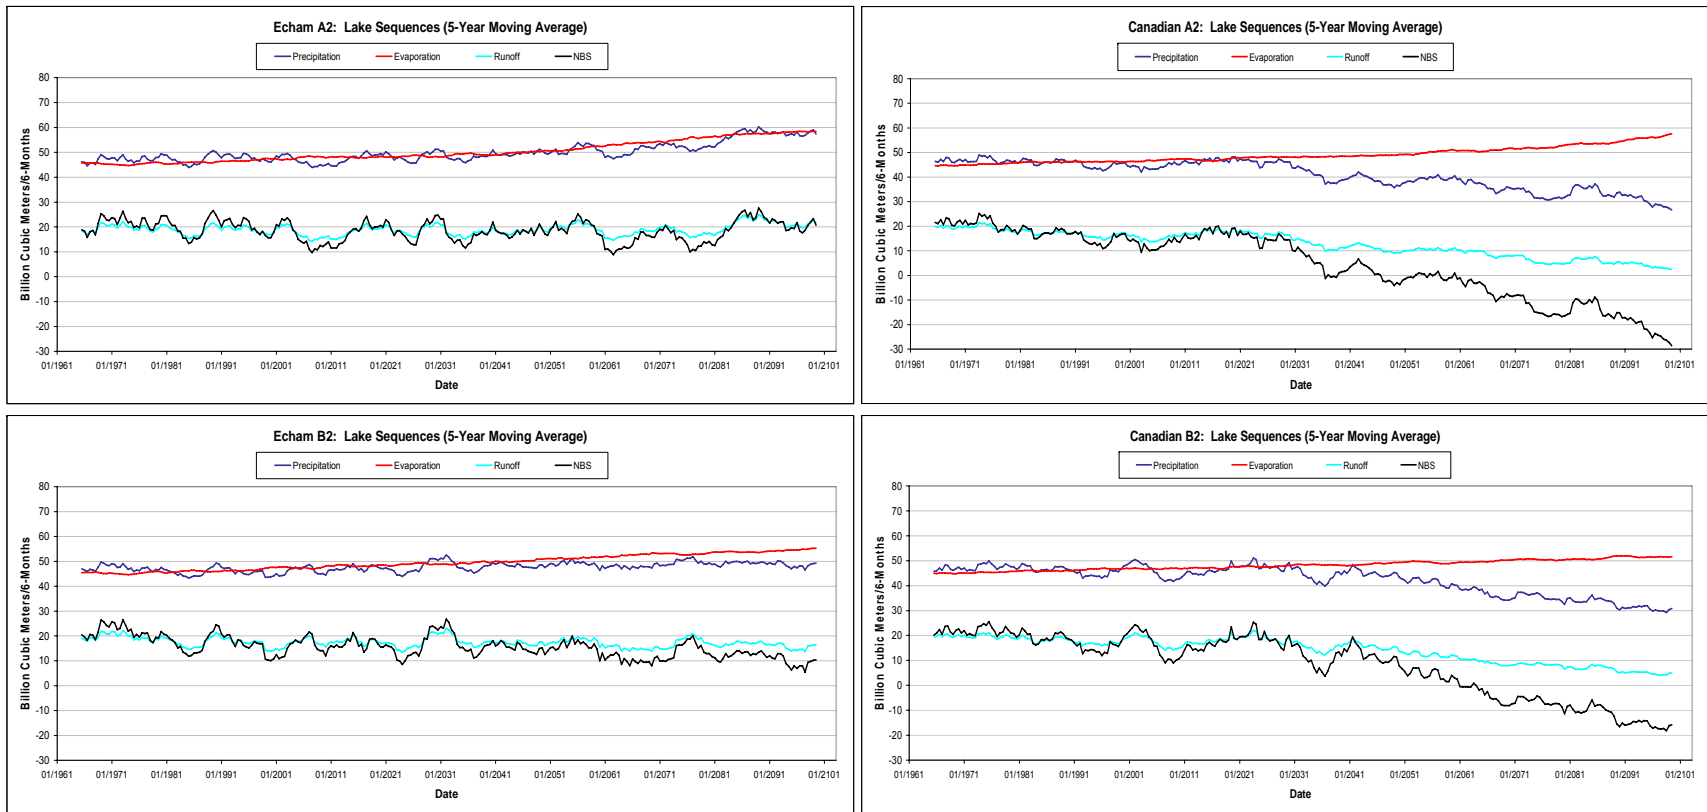 Echam A2:  Lake Sequences (5-Year Moving Average)
Precipitation Evaporation Runoff NBS
Billion Cubic Meters/6-Months
80
70
60
50
40
30
20
10
0
-10
-20
-30
01/1961 01/1971 01/1981 01/1991 01/2001 01/2011 01/2021 01/2031 01/2041 01/2051 01/2061 01/2071 01/2081 01/2091 01/2101
Date
Canadian A2:  Lake Sequences (5-Year Moving Average)
Precipitation Evaporation Runoff NBS
Billion Cubic Meters/6-Months
80
70
60
50
40
30
20
10
0
-10
-20
-30
01/1961 01/1971 01/1981 01/1991 01/2001 01/2011 01/2021 01/2031 01/2041 01/2051 01/2061 01/2071 01/2081 01/2091 01/2101
Date
Echam B2:  Lake Sequences (5-Year Moving Average)
Precipitation Evaporation Runoff NBS
Billion Cubic Meters/6-Months
80
70
60
50
40
30
20
10
0
-10
-20
-30
01/1961 01/1971 01/1981 01/1991 01/2001 01/2011 01/2021 01/2031 01/2041 01/2051 01/2061 01/2071 01/2081 01/2091 01/2101
Date
Canadian B2:  Lake Sequences (5-Year Moving Average)
Precipitation Evaporation Runoff NBS
Billion Cubic Meters/6-Months
80
70
60
50
40
30
20
10
0
-10
-20
-30
01/1961 01/1971 01/1981 01/1991 01/2001 01/2011 01/2021 01/2031 01/2041 01/2051 01/2061 01/2071 01/2081 01/2091 01/2101
Date